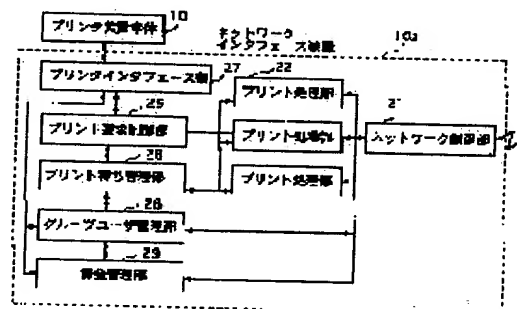 プリンタ装置本体
10
ネットワーク
インタフェース装置
10a
プリンタインタフェース部
27
22
プリント処理部
25
プリント要求制御部
プリント処理部
21
ネットワーク制御部
28
プリント待ち管理部
プリント処理部
26
グループユーザ管理部
29
課金管理部